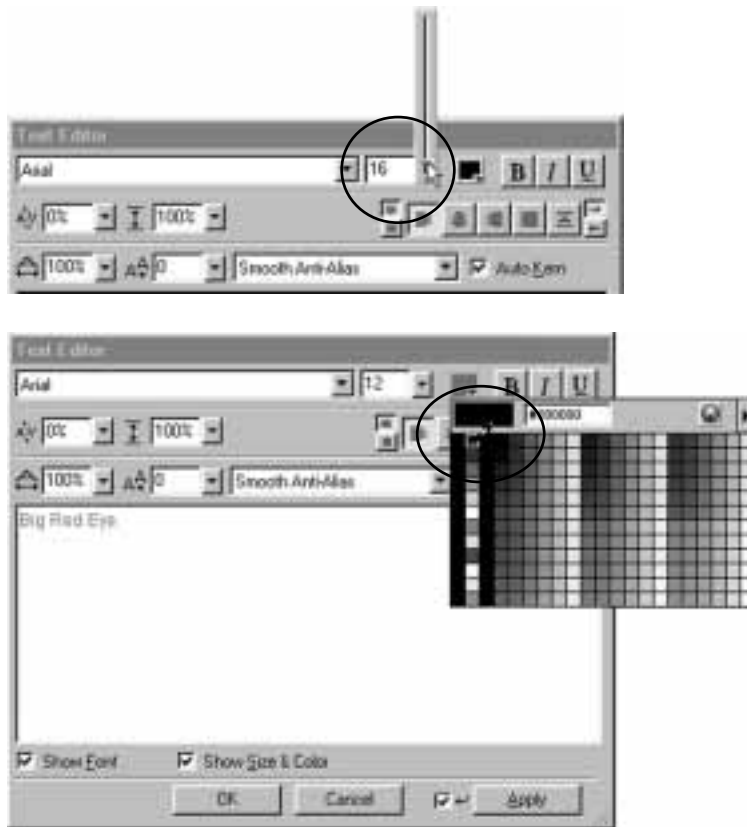 Text Editor
Arial 16 B I U
A|y 0% 100%
100% 0 Smooth Anti-Alias Auto Kern
Text Editor
Arial 12 B I U
A|y 0% 100%
100% 0 Smooth Anti-Alias
Big Red Eye
Show Font Show Size & Color
OK Cancel Apply